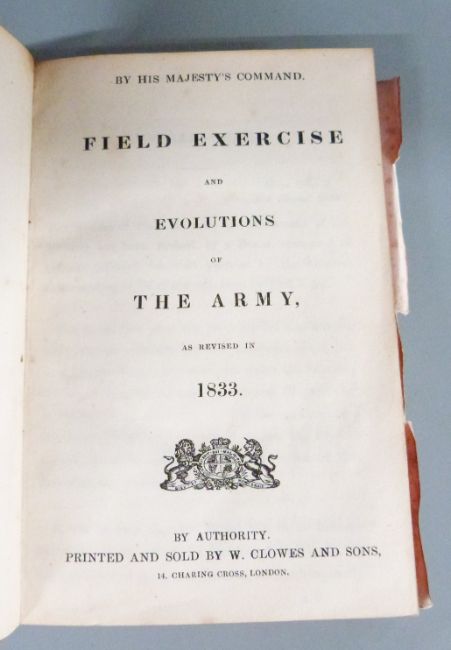 BY HIS MAJESTY'S COMMAND.
FIELD EXERCISE
AND
EVOLUTIONS
OF
THE ARMY,
AS REVISED IN
1833.
BY AUTHORITY.
PRINTED AND SOLD BY W. CLOWES AND SONS,
14. CHARING CROSS, LONDON.